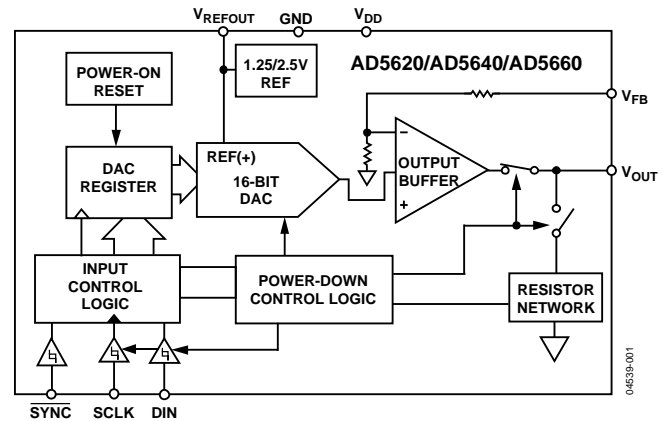 VREFOUT GND VDD
POWER-ON
RESET
1.25/2.5V
REF
AD5620/AD5640/AD5660
VFB
DAC
REGISTER
REF(+)
16-BIT
DAC
–
OUTPUT
BUFFER
+
VOUT
INPUT
CONTROL
LOGIC
POWER-DOWN
CONTROL LOGIC
RESISTOR
NETWORK
SYNC SCLK DIN
04539-001